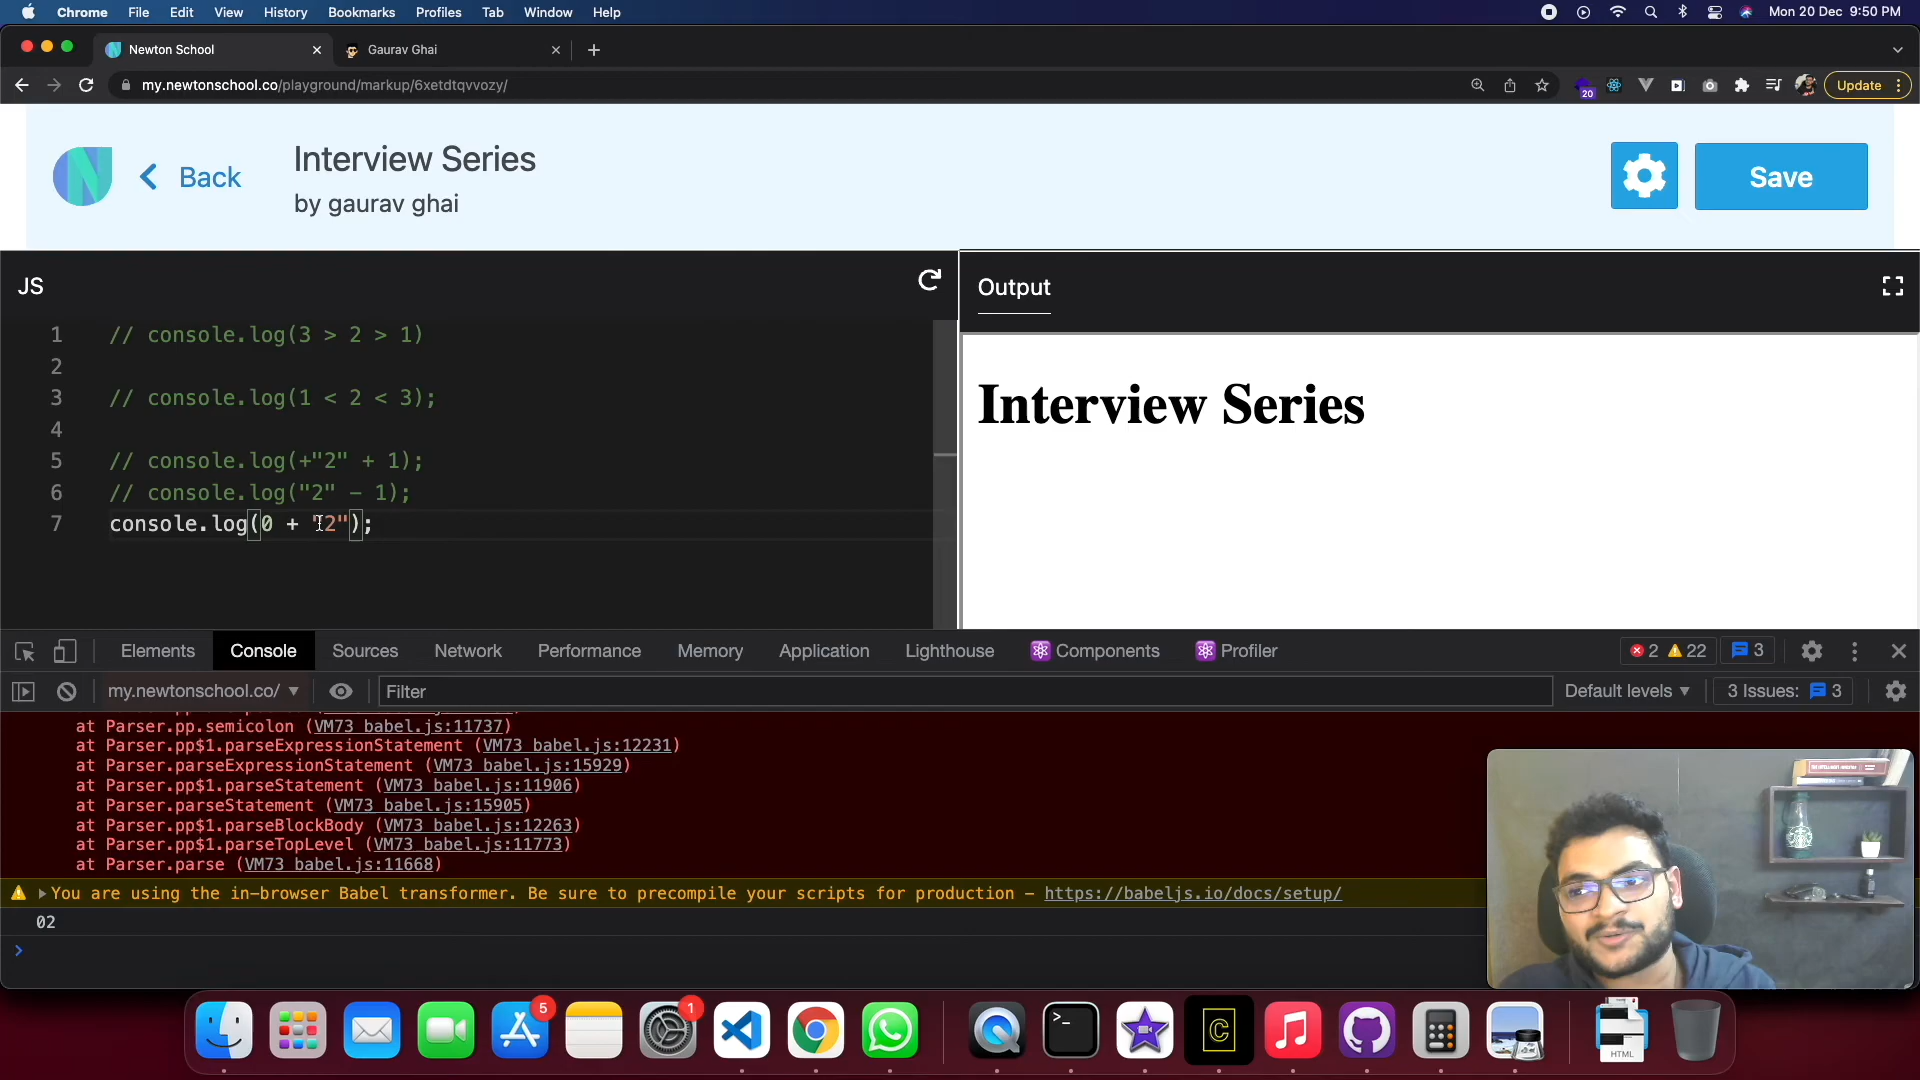 Chrome File Edit View History Bookmarks Profiles Tab Window Help Mon 20 Dec 9:50 PM
Newton School Gaurav Ghai
my.newtonschool.co/playground/markup/6xetdtqvvozy/ 20 Update
Back
Interview Series
by gaurav ghai
Save
JS
Output
1 // console.log(3 > 2 > 1)
2
3 // console.log(1 < 2 < 3);
4
5 // console.log(+"2" + 1);
6 // console.log("2" - 1);
7 console.log(0 + "2");
Interview Series
Elements Console Sources Network Performance Memory Application Lighthouse Components Profiler 2 22 3
my.newtonschool.co/ Filter Default levels 3 Issues: 3
at Parser.pp.semicolon (VM73 babel.js:11737)
at Parser.pp$1.parseExpressionStatement (VM73 babel.js:12231)
at Parser.parseExpressionStatement (VM73 babel.js:15929)
at Parser.pp$1.parseStatement (VM73 babel.js:11906)
at Parser.parseStatement (VM73 babel.js:15905)
at Parser.pp$1.parseBlockBody (VM73 babel.js:12263)
at Parser.pp$1.parseTopLevel (VM73 babel.js:11773)
at Parser.parse (VM73 babel.js:11668)
You are using the in-browser Babel transformer. Be sure to precompile your scripts for production – https://babeljs.io/docs/setup/
02
>
5 1 >_ C HTML